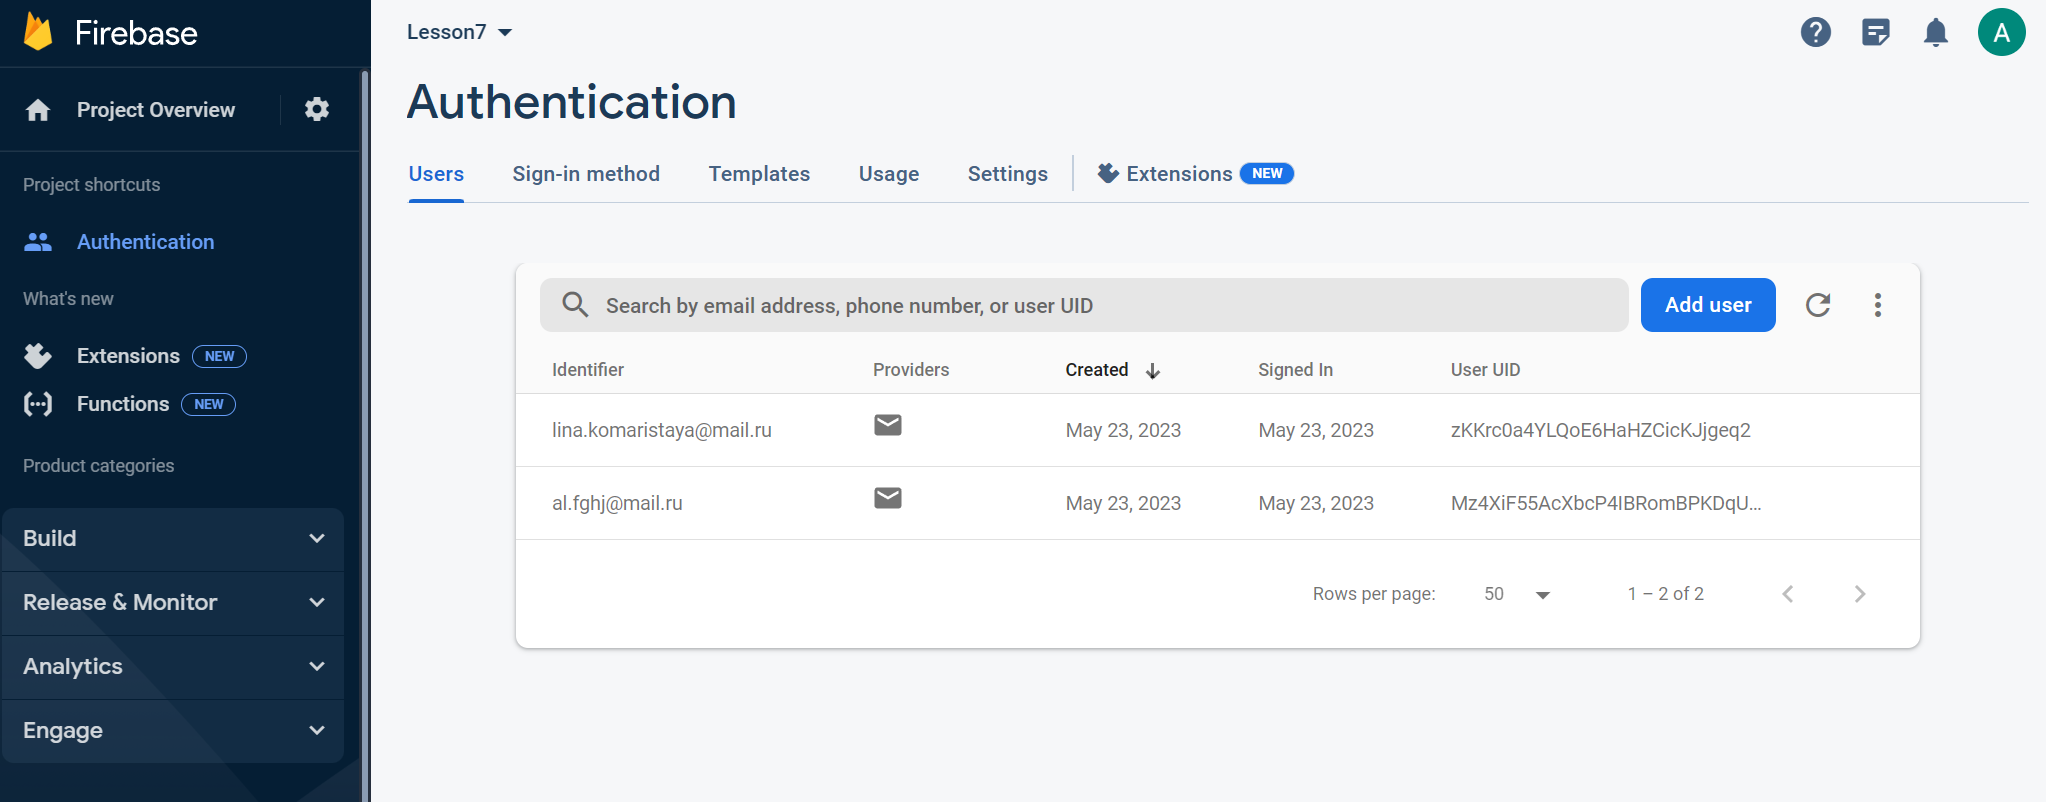 Firebase
Project Overview
Project shortcuts
Authentication
What's new
Extensions NEW
Functions NEW
Product categories
Build
Release & Monitor
Analytics
Engage
Lesson7
A
Authentication
Users Sign-in method Templates Usage Settings Extensions NEW
Search by email address, phone number, or user UID Add user
Identifier Providers Created Signed In User UID
lina.komaristaya@mail.ru May 23, 2023 May 23, 2023 zKKrc0a4YLQoE6HaHZCicKJjgeq2
al.fghj@mail.ru May 23, 2023 May 23, 2023 Mz4XiF55AcXbcP4IBRomBPKDqU...
Rows per page: 50 1 – 2 of 2